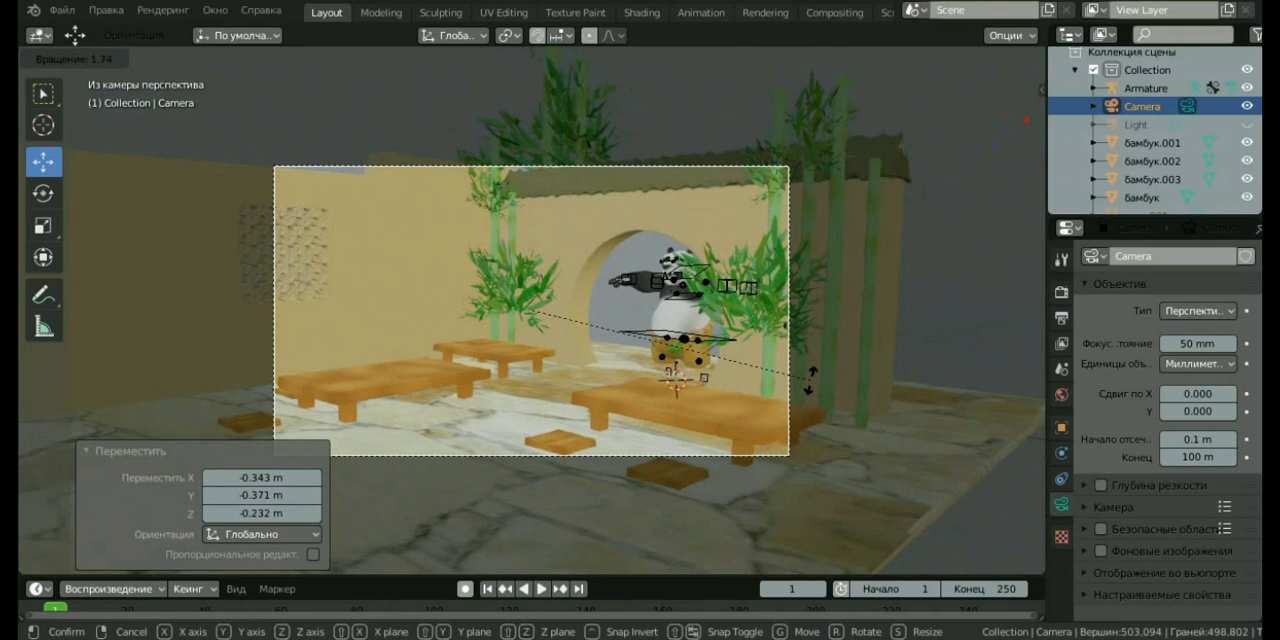 Файл Правка Рендеринг Окно Справка Layout Modeling Sculpting UV Editing Texture Paint Shading Animation Rendering Compositing Sc Scene View Layer
Ориентация: По умолча.. Глоба.. Опции
Вращение: 1.74
Из камеры перспектива
(1) Collection | Camera
Коллекция сцены
Collection
Armature
Camera
Light
бамбук.001
бамбук.002
бамбук.003
бамбук
Camera
Объектив
Тип Перспекти..
Фокус..тояние 50 mm
Единицы объ.. Миллимет..
Сдвиг по X 0.000
Y 0.000
Начало отсеч.. 0.1 m
Конец 100 m
Глубина резкости
Камера
Безопасные област
Фоновые изображения
Отображение во вьюпорте
Настраиваемые свойства
Переместить
Переместить X -0.343 m
Y -0.371 m
Z -0.232 m
Ориентация Глобально
Пропорциональное редакт.
Воспроизведение Кеинг Вид Маркер 1 Начало 1 Конец 250
Confirm Cancel X X axis Y Y axis Z Z axis X X plane Y Y plane Z Z plane Snap Invert Snap Toggle G Move R Rotate S Resize Collection | Camera | Вершин:503,094 | Граней:498,802 | Т